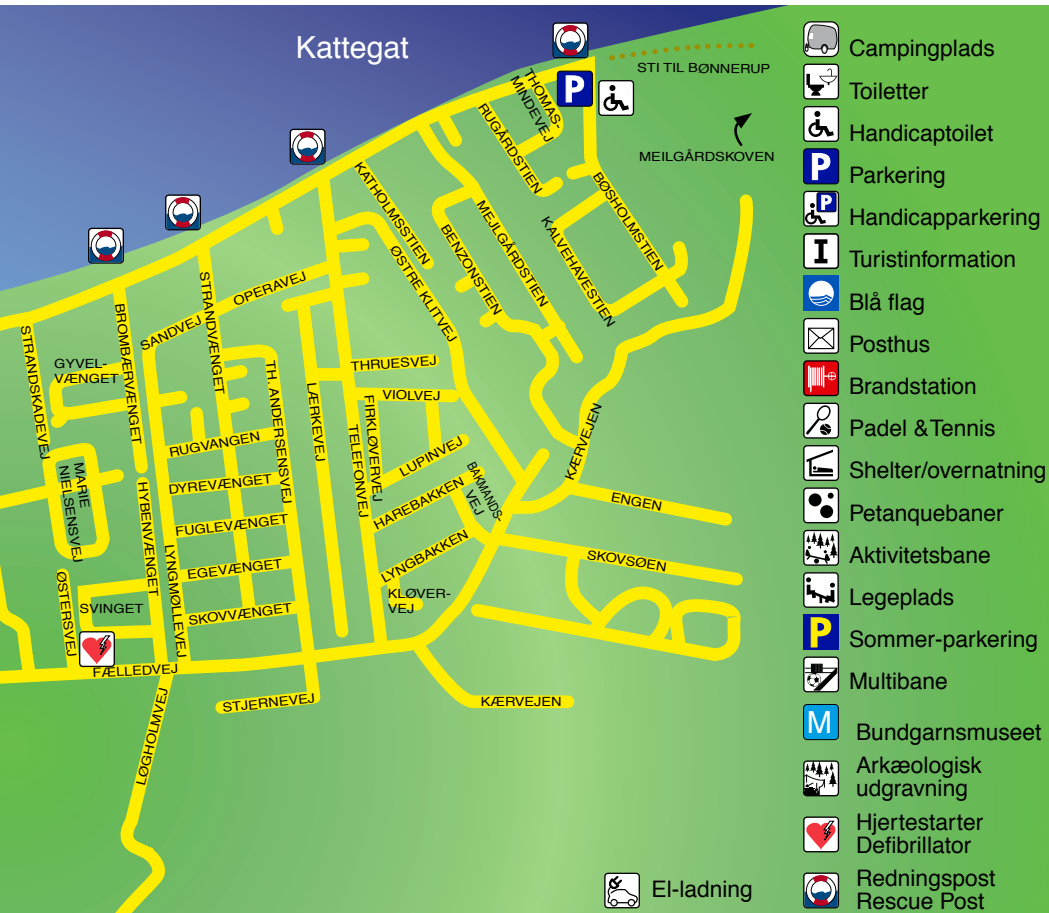 Kattegat
STI TIL BØNNERUP
MEILGÅRDSKOVEN
P
THOMAS-
MINDEVEJ
RUGÅRDSTIEN
BØSHOLMSTIEN
KATHOLMSSTIEN
MEJLGÅRDSTIEN
KALVEHAVESTIEN
BENZONSTIEN
ØSTRE KLITVEJ
OPERAVEJ
STRANDVÆNGET
SANDVEJ
BROMBÆRVÆNGET
STRANDSKADEVEJ
GYVEL-
VÆNGET
TH. ANDERSENSVEJ
LÆRKEVEJ
THRUESVEJ
VIOLVEJ
FIRKLØVERVEJ
TELEFONVEJ
LUPINVEJ
RUGVANGEN
DYREVÆNGET
FUGLEVÆNGET
EGEVÆNGET
SKOVVÆNGET
MARIE
NIELSENSVEJ
HYBENVÆNGET
LYNGMØLLEVEJ
HAREBAKKEN
BAKMANDS-
VEJ
LYNGBAKKEN
KLØVER-
VEJ
KÆRVEJEN
ENGEN
SKOVSØEN
ØSTERSVEJ
SVINGET
FÆLLEDVEJ
STJERNEVEJ
KÆRVEJEN
LØGHOLMVEJ
El-ladning
Campingplads
Toiletter
Handicaptoilet
P Parkering
P Handicapparkering
I Turistinformation
Blå flag
Posthus
Brandstation
Padel & Tennis
Shelter/overnatning
Petanquebaner
Aktivitetsbane
Legeplads
P Sommer-parkering
Multibane
M Bundgarnsmuseet
Arkæologisk
udgravning
Hjertestarter
Defibrillator
Redningspost
Rescue Post